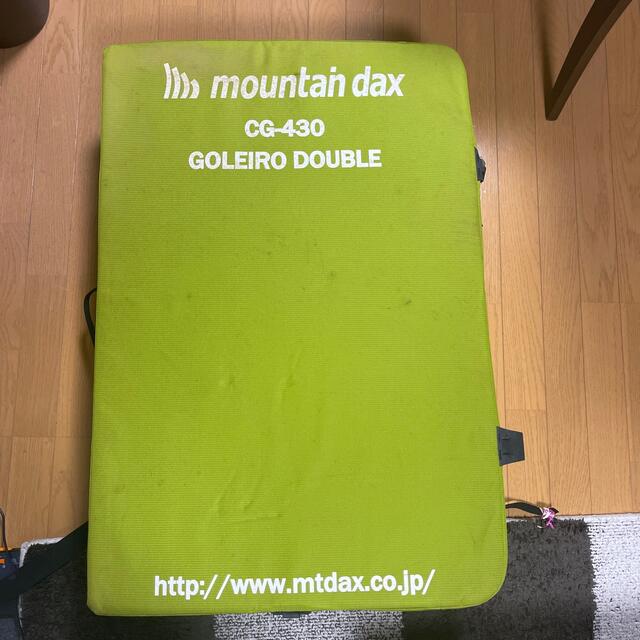 mountain dax
CG-430
GOLEIRO DOUBLE
http://www.mtdax.co.jp/